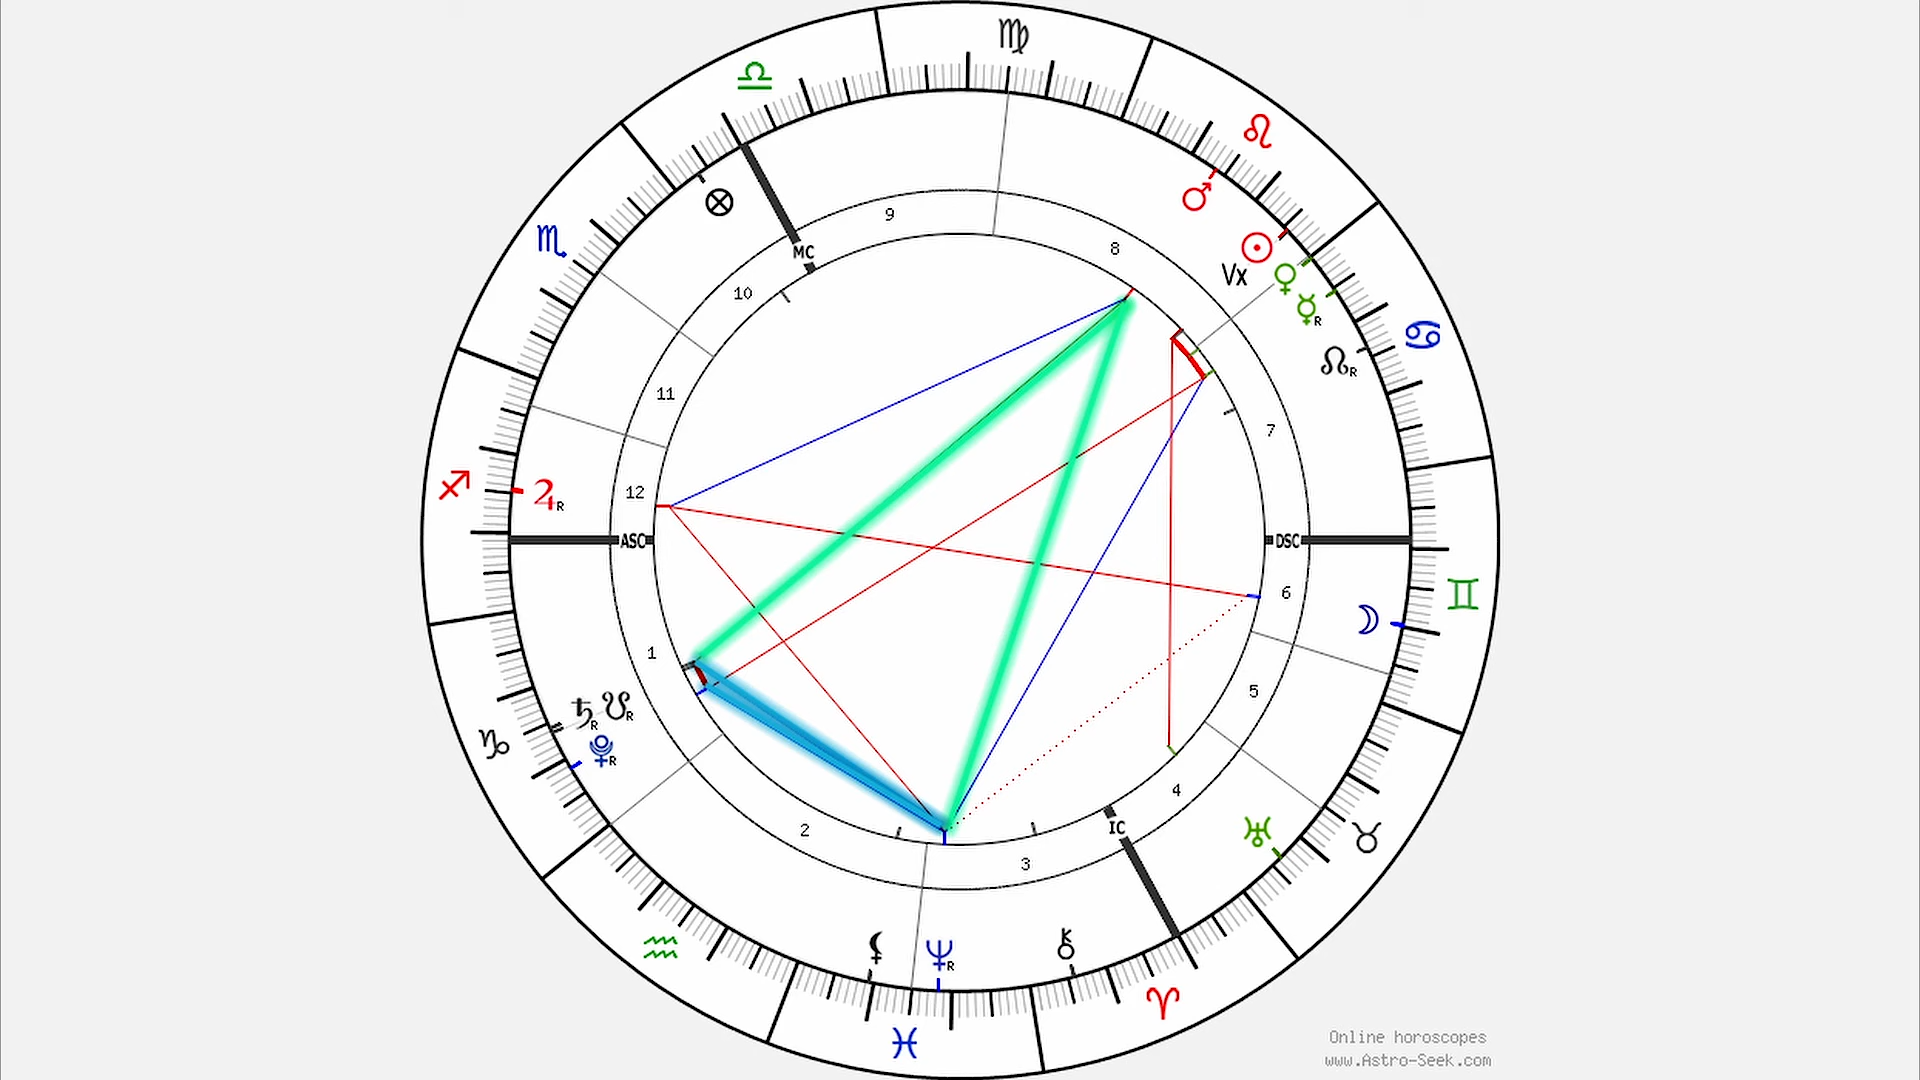 ♍
♎
♌
♂
9
8
MC
Vx
♀
☿R
10
♏
♋
☊R
11
7
♐
♃R
12
ASC
DSC
6
♊
☽
1
5
♄R ☋R
♑
♇R
4
2
IC
3
♅
♉
♒
⚸
♆R
⚷
♈
♓
Online horoscopes
www.Astro-Seek.com